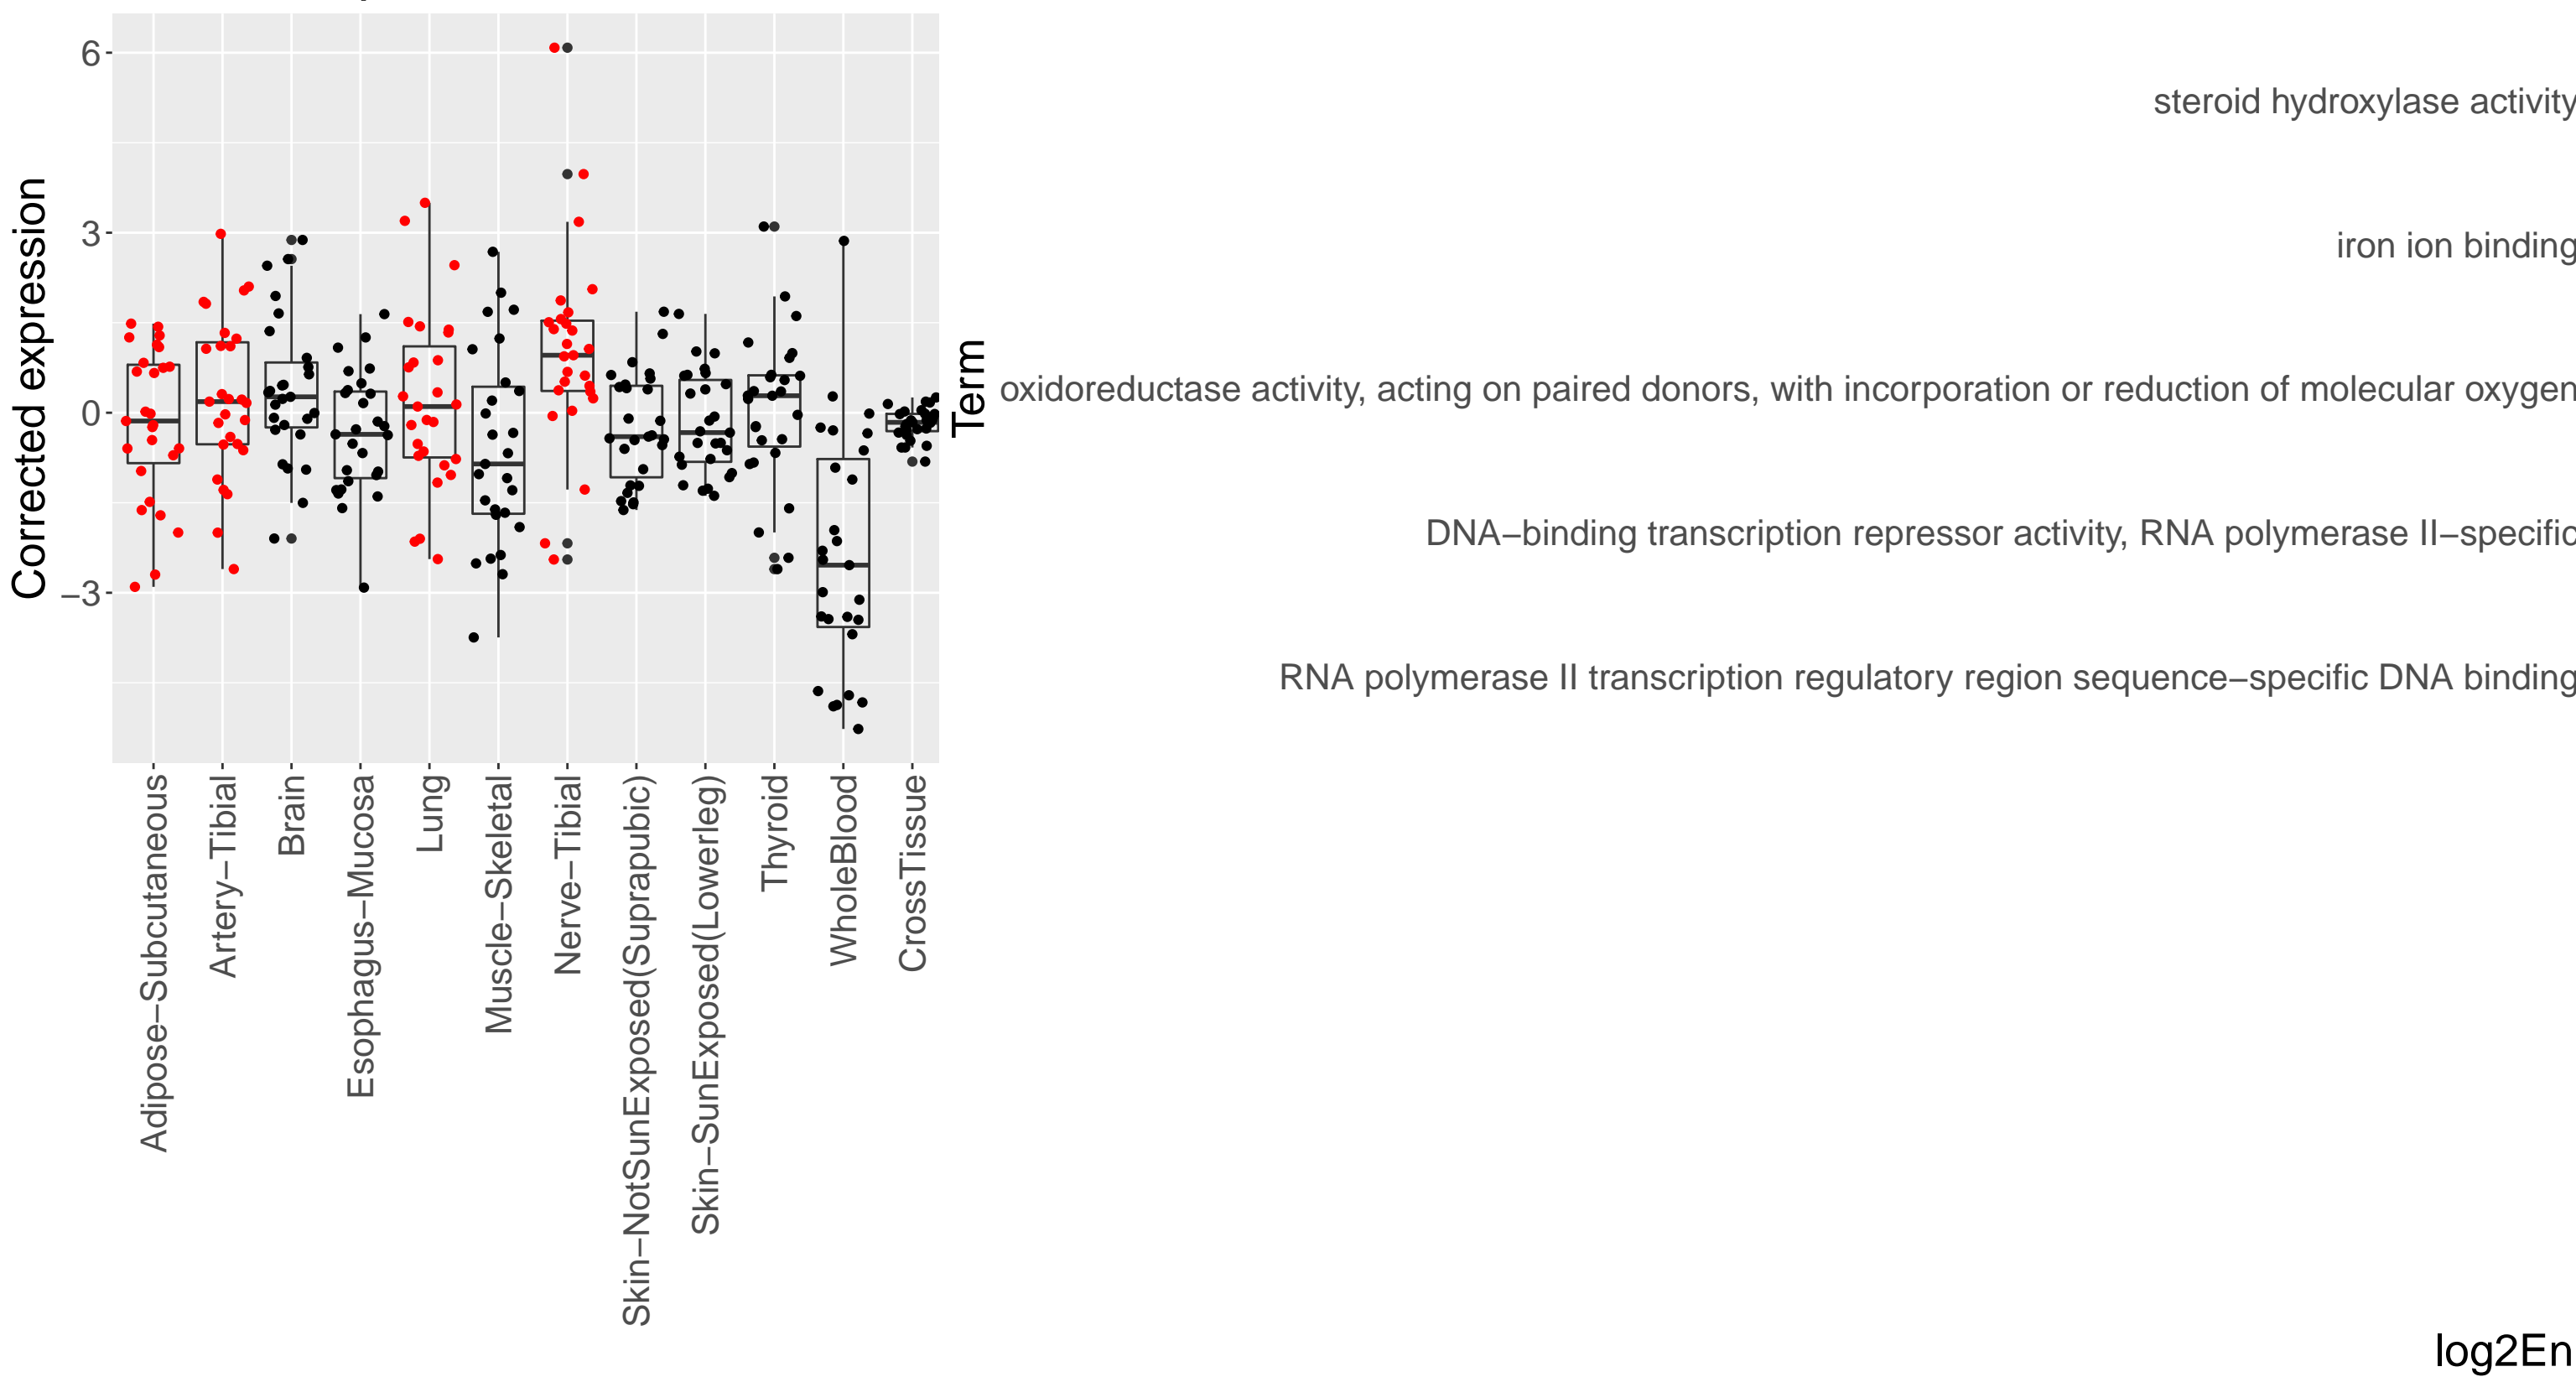 Corrected expression
6
3
0
−3
Adipose−Subcutaneous
Artery−Tibial
Brain
Esophagus−Mucosa
Lung
Muscle−Skeletal
Nerve−Tibial
Skin−NotSunExposed(Suprapubic)
Skin−SunExposed(Lowerleg)
Thyroid
WholeBlood
CrossTissue
Term
steroid hydroxylase activity
iron ion binding
oxidoreductase activity, acting on paired donors, with incorporation or reduction of molecular oxygen
DNA−binding transcription repressor activity, RNA polymerase II−specific
RNA polymerase II transcription regulatory region sequence−specific DNA binding
log2En